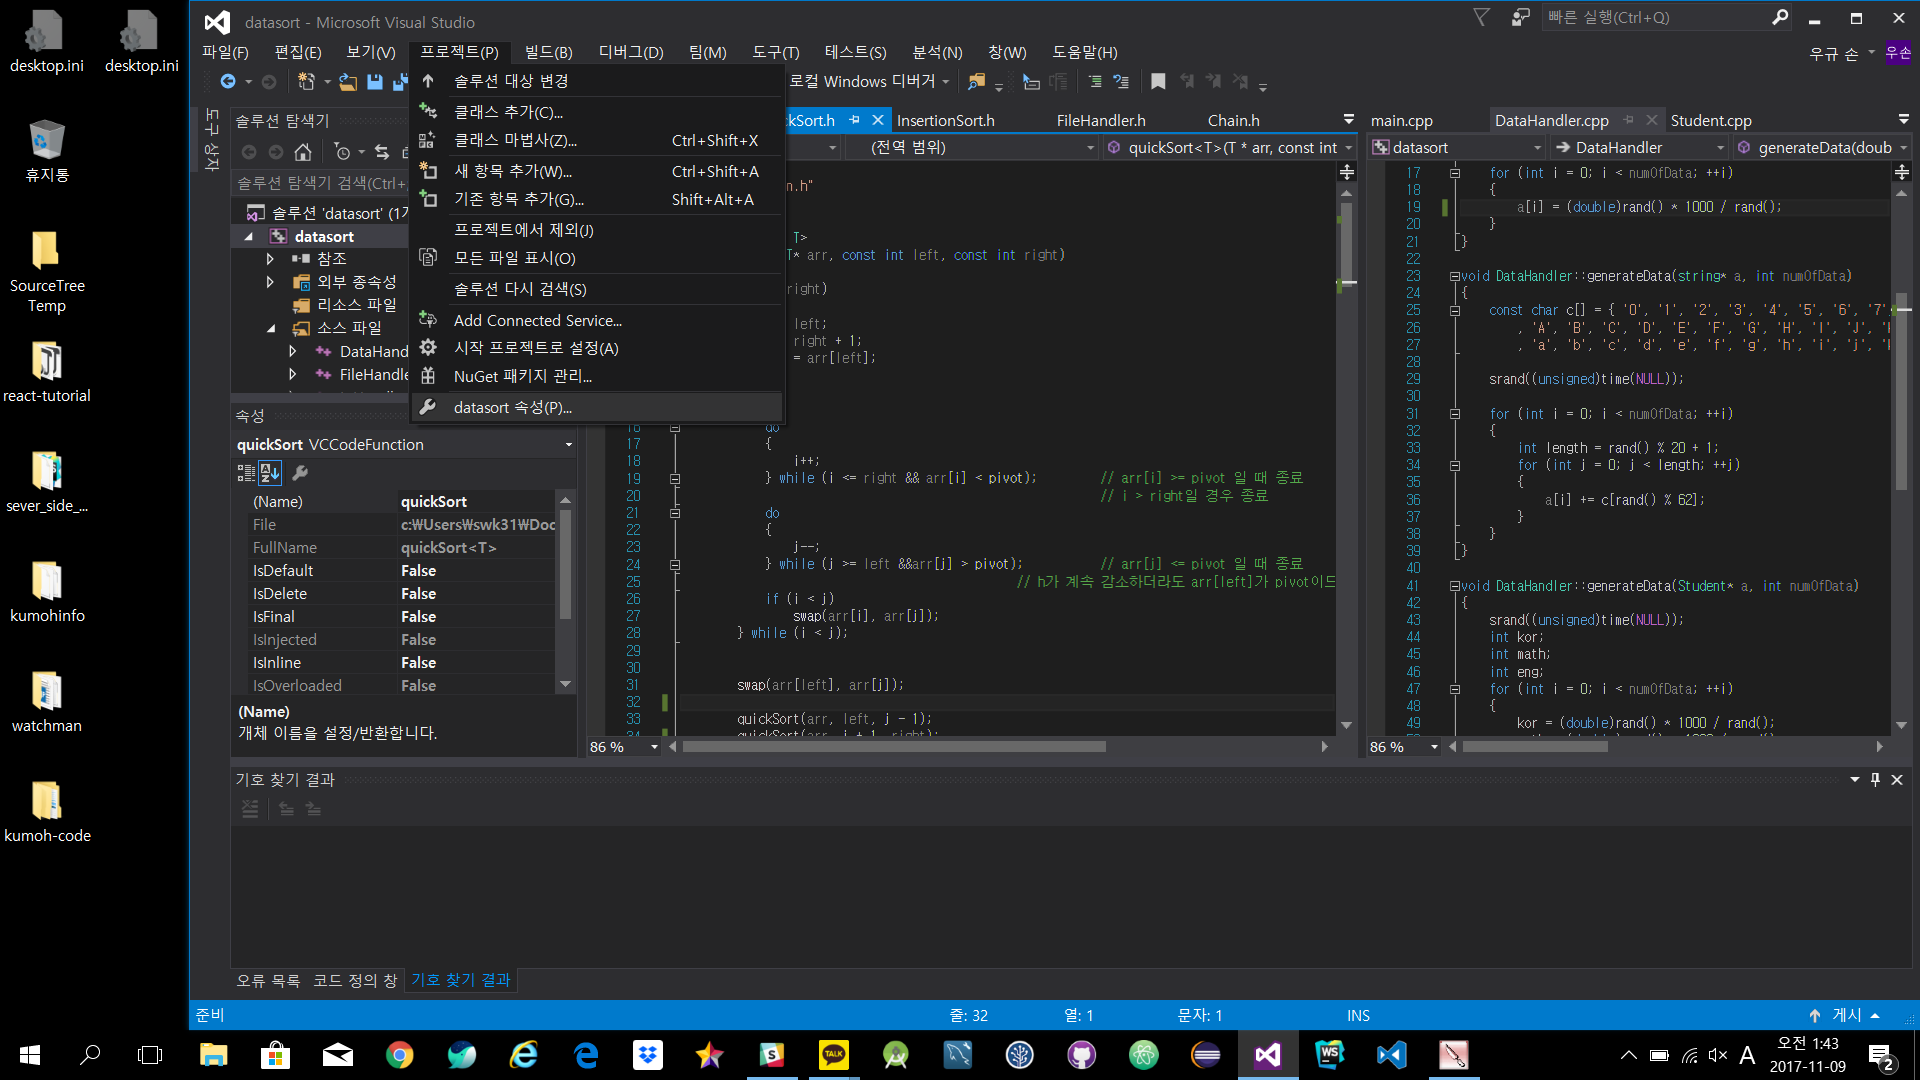 desktop.ini
desktop.ini
휴지통
SourceTree
Temp
react-tutorial
sever_side_...
kumohinfo
watchman
kumoh-code
datasort - Microsoft Visual Studio
빠른 실행(Ctrl+Q)
파일(F) 편집(E) 보기(V) 프로젝트(P) 빌드(B) 디버그(D) 팀(M) 도구(T) 테스트(S) 분석(N) 창(W) 도움말(H)
우규 손
우손
로컬 Windows 디버거
도구 상자
솔루션 탐색기
솔루션 탐색기 검색(Ctrl+
솔루션 'datasort' (1
datasort
참조
외부 종속성
리소스 파일
소스 파일
DataHand
FileHandle
솔루션 대상 변경
클래스 추가(C)...
클래스 마법사(Z)... Ctrl+Shift+X
새 항목 추가(W)... Ctrl+Shift+A
기존 항목 추가(G)... Shift+Alt+A
프로젝트에서 제외(J)
모든 파일 표시(O)
솔루션 다시 검색(S)
Add Connected Service...
시작 프로젝트로 설정(A)
NuGet 패키지 관리...
datasort 속성(P)...
속성
quickSort VCCodeFunction
(Name) quickSort
File c:₩Users₩swk31₩Doc
FullName quickSort<T>
IsDefault False
IsDelete False
IsFinal False
IsInjected False
IsInline False
IsOverloaded False
(Name)
개체 이름을 설정/반환합니다.
kSort.h InsertionSort.h FileHandler.h Chain.h
(전역 범위) quickSort<T>(T * arr, const int
n.h"
T>
T* arr, const int left, const int right)
right)
left;
right + 1;
= arr[left];
16 do
17 {
18 i++;
19 } while (i <= right && arr[i] < pivot); // arr[i] >= pivot 일 때 종료
20 // i > right일 경우 종료
21 do
22 {
23 j--;
24 } while (j >= left &&arr[j] > pivot); // arr[j] <= pivot 일 때 종료
25 // h가 계속 감소하더라도 arr[left]가 pivot이므
26 if (i < j)
27 swap(arr[i], arr[j]);
28 } while (i < j);
29
30
31 swap(arr[left], arr[j]);
32
33 quickSort(arr, left, j - 1);
34 quickSort(arr, j + 1, right);
86 %
main.cpp DataHandler.cpp Student.cpp
datasort DataHandler generateData(doub
17 for (int i = 0; i < numOfData; ++i)
18 {
19 a[i] = (double)rand() * 1000 / rand();
20 }
21 }
22
23 void DataHandler::generateData(string* a, int numOfData)
24 {
25 const char c[] = { '0', '1', '2', '3', '4', '5', '6', '7'
26 , 'A', 'B', 'C', 'D', 'E', 'F', 'G', 'H', 'I', 'J', '
27 , 'a', 'b', 'c', 'd', 'e', 'f', 'g', 'h', 'i', 'j', '
28
29 srand((unsigned)time(NULL));
30
31 for (int i = 0; i < numOfData; ++i)
32 {
33 int length = rand() % 20 + 1;
34 for (int j = 0; j < length; ++j)
35 {
36 a[i] += c[rand() % 62];
37 }
38 }
39 }
40
41 void DataHandler::generateData(Student* a, int numOfData)
42 {
43 srand((unsigned)time(NULL));
44 int kor;
45 int math;
46 int eng;
47 for (int i = 0; i < numOfData; ++i)
48 {
49 kor = (double)rand() * 1000 / rand();
86 %
기호 찾기 결과
오류 목록 코드 정의 창 기호 찾기 결과
준비 줄: 32 열: 1 문자: 1 INS 게시
TALK
WS
A
오전 1:43
2017-11-09
2